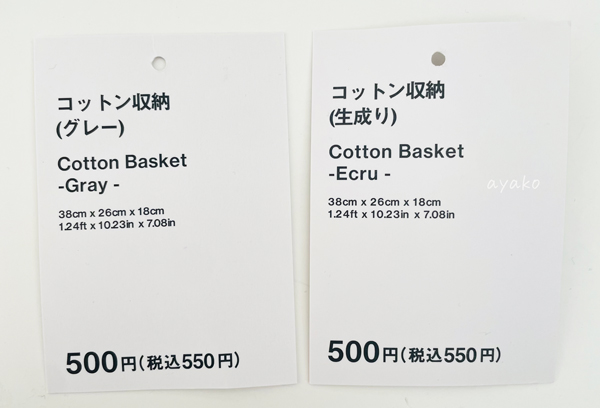 コットン収納
(グレー)
Cotton Basket
-Gray -
38cm x 26cm x 18cm
1.24ft x 10.23in x 7.08in
500円(税込550円)
コットン収納
(生成り)
Cotton Basket
-Ecru -
38cm x 26cm x 18cm
1.24ft x 10.23in x 7.08in
500円(税込550円)
ayako